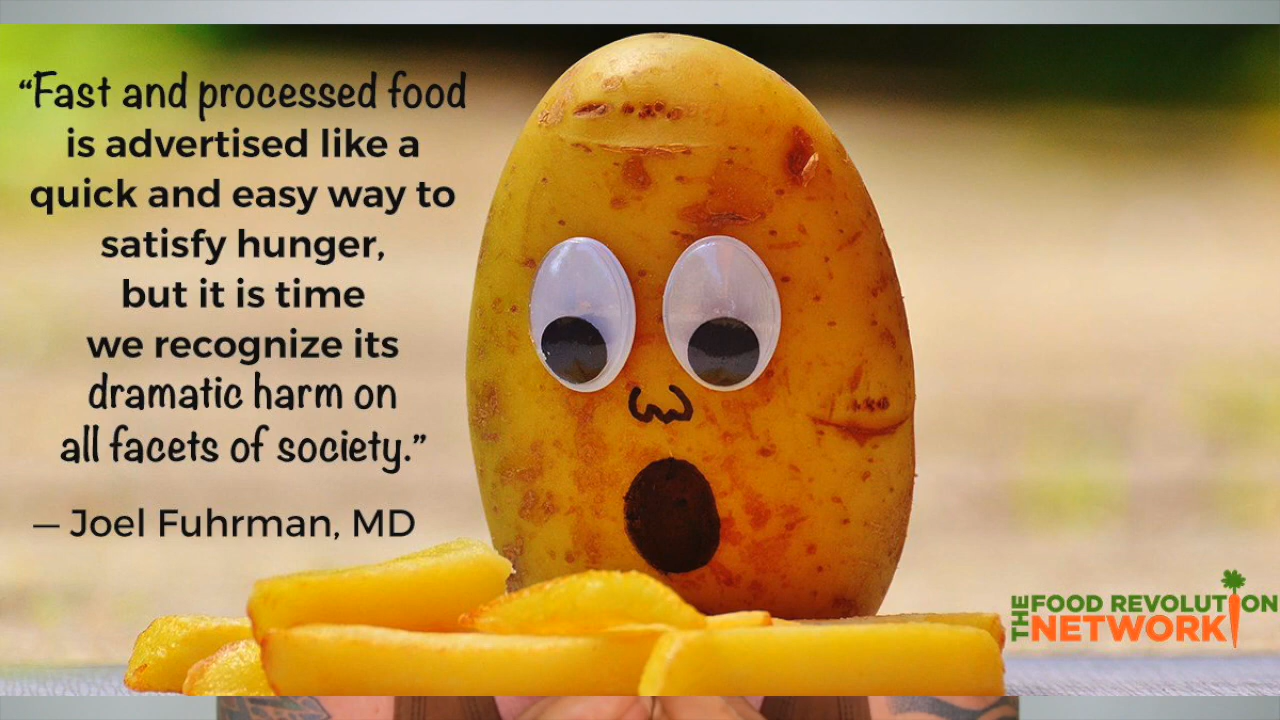 “Fast and processed food
is advertised like a
quick and easy way to
satisfy hunger,
but it is time
we recognize its
dramatic harm on
all facets of society.”
— Joel Fuhrman, MD
THE FOOD REVOLUTION
NETWORK